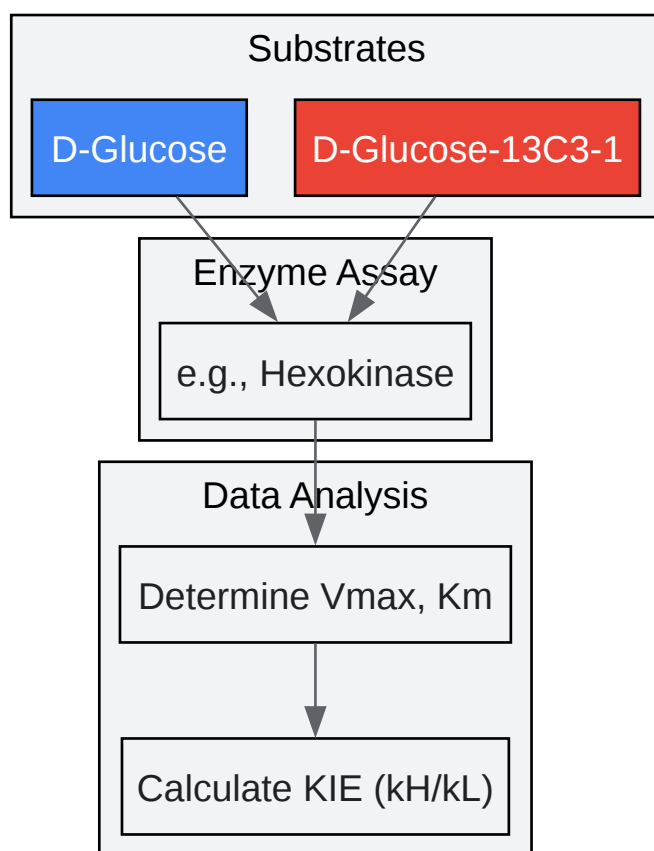 Substrates
D-Glucose
D-Glucose-13C3-1
Enzyme Assay
e.g., Hexokinase
Data Analysis
Determine Vmax, Km
Calculate KIE (kH/kL)